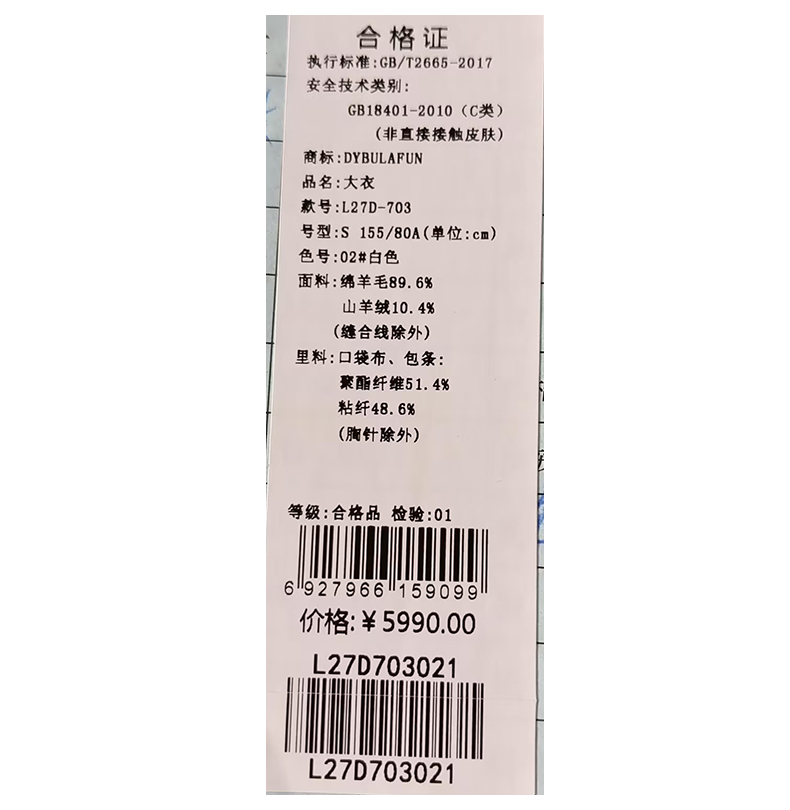 合格证
执行标准:GB/T2665-2017
安全技术类别:
GB18401-2010（C类）
(非直接接触皮肤)
商标:DYBULAFUN
品名:大衣
款号:L27D-703
号型:S 155/80A(单位:cm)
色号:02#白色
面料:绵羊毛89.6%
山羊绒10.4%
(缝合线除外)
里料:口袋布、包条:
聚酯纤维51.4%
粘纤48.6%
(胸针除外)
等级:合格品 检验:01
6 927966 159099
价格:¥5990.00
L27D703021
L27D703021